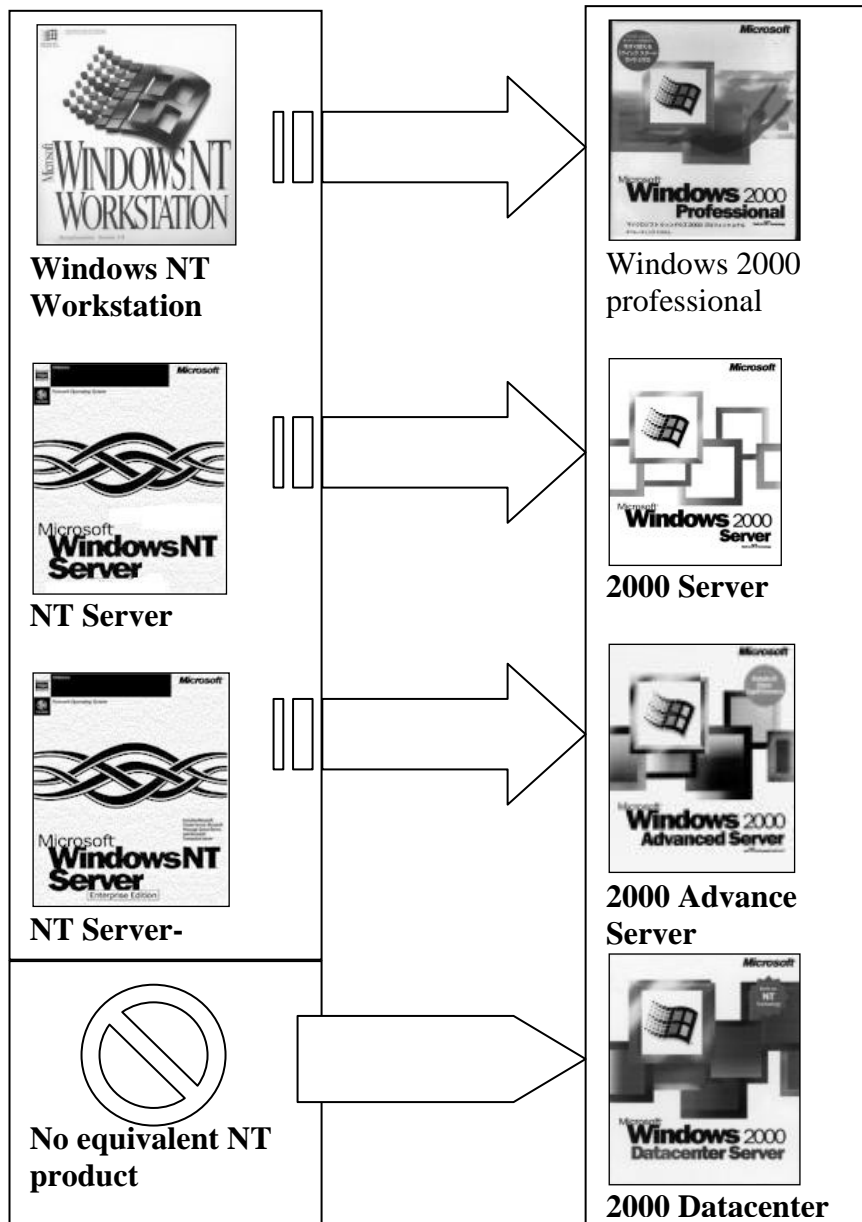 Microsoft
WINDOWS NT
WORKSTATION
Windows NT
Workstation
Microsoft
Microsoft
Windows 2000
Professional
Windows 2000
professional
Microsoft
Microsoft
Windows NT
Server
NT Server
Microsoft
Microsoft
Windows 2000
Server
2000 Server
Microsoft
Microsoft
Windows NT
Server
Enterprise Edition
NT Server-
Microsoft
Microsoft
Windows 2000
Advanced Server
2000 Advance
Server
No equivalent NT
product
Microsoft
NT
Microsoft
Windows 2000
Datacenter Server
2000 Datacenter